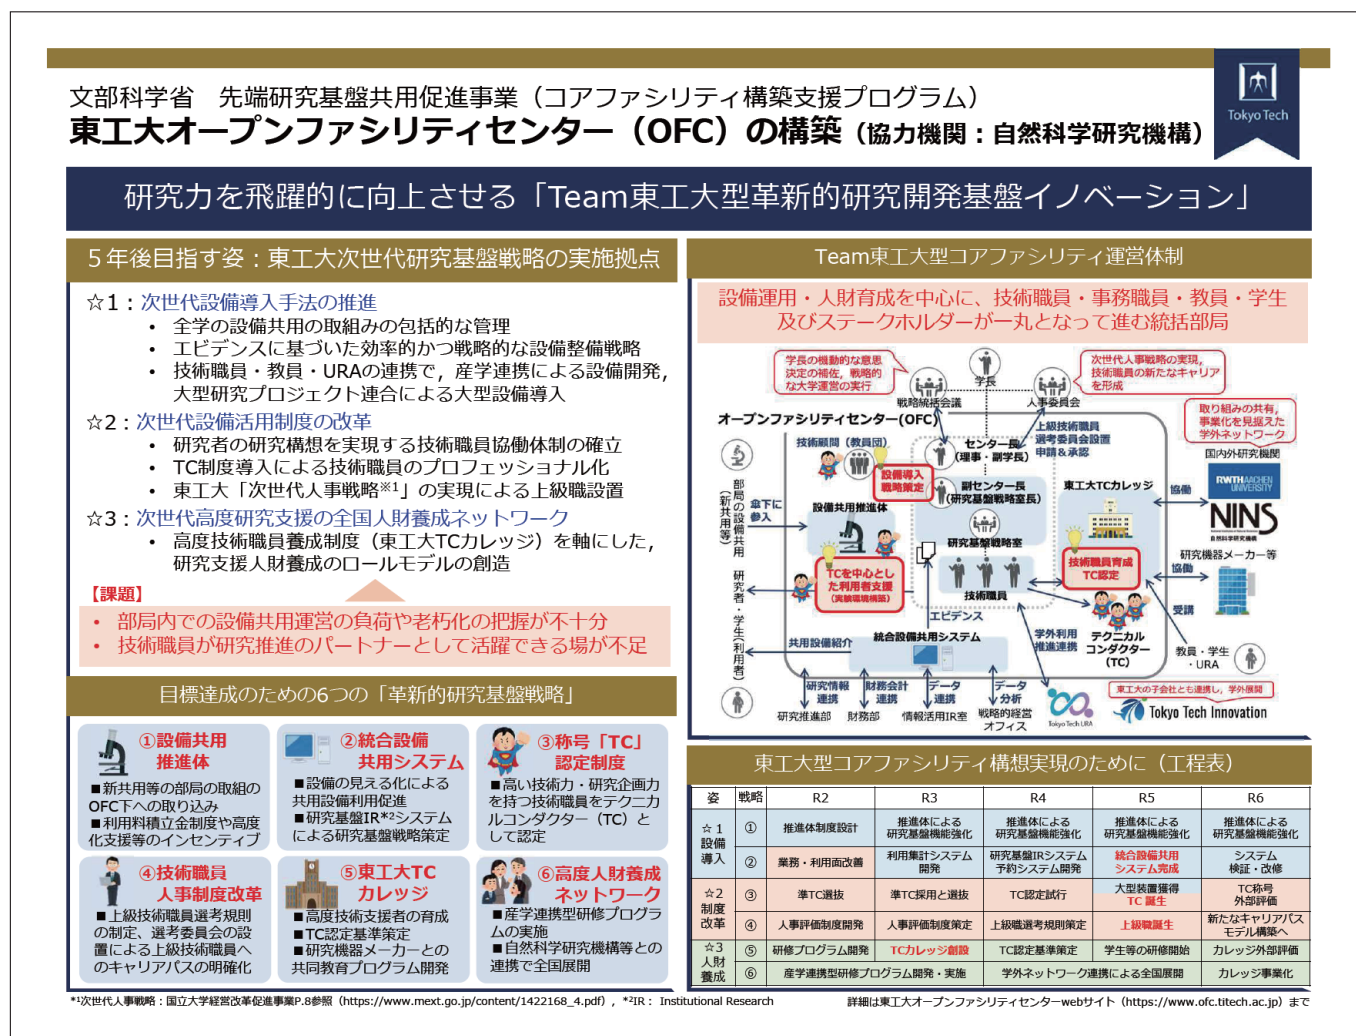 文部科学省　先端研究基盤共用促進事業（コアファシリティ構築支援プログラム）
東工大オープンファシリティセンター（OFC）の構築（協力機関：自然科学研究機構）
Tokyo Tech
研究力を飛躍的に向上させる「Team東工大型革新的研究開発基盤イノベーション」
５年後目指す姿：東工大次世代研究基盤戦略の実施拠点
☆1：次世代設備導入手法の推進
• 全学の設備共用の取組みの包括的な管理
• エビデンスに基づいた効率的かつ戦略的な設備整備戦略
• 技術職員・教員・URAの連携で，産学連携による設備開発，
大型研究プロジェクト連合による大型設備導入
☆2：次世代設備活用制度の改革
• 研究者の研究構想を実現する技術職員協働体制の確立
• TC制度導入による技術職員のプロフェッショナル化
• 東工大「次世代人事戦略※1」の実現による上級職設置
☆3：次世代高度研究支援の全国人財養成ネットワーク
• 高度技術職員養成制度（東工大TCカレッジ）を軸にした，
研究支援人財養成のロールモデルの創造
【課題】
• 部局内での設備共用運営の負荷や老朽化の把握が不十分
• 技術職員が研究推進のパートナーとして活躍できる場が不足
目標達成のための6つの「革新的研究基盤戦略」
①設備共用
推進体
■新共用等の部局の取組の
OFC下への取り込み
■利用料積立金制度や高度
化支援等のインセンティブ
②統合設備
共用システム
■設備の見える化による
共用設備利用促進
■研究基盤IR*2システム
による研究基盤戦略策定
③称号「TC」
認定制度
■高い技術力・研究企画力
を持つ技術職員をテクニカ
ルコンダクター（TC）と
して認定
④技術職員
人事制度改革
■上級技術職員選考規則
の制定、選考委員会の設
置による上級技術職員へ
のキャリアパスの明確化
⑤東工大TC
カレッジ
■高度技術支援者の育成
■TC認定基準策定
■研究機器メーカーとの
共同教育プログラム開発
⑥高度人財養成
ネットワーク
■産学連携型研修プログラ
ムの実施
■自然科学研究機構等との
連携で全国展開
Team東工大型コアファシリティ運営体制
設備運用・人財育成を中心に、技術職員・事務職員・教員・学生
及びステークホルダーが一丸となって進む統括部局
学長の機動的な意思
決定の補佐，戦略的
な大学運営の実行
学長
次世代人事戦略の実現，
技術職員の新たなキャリア
を形成
戦略統括会議
人事委員会
オープンファシリティセンター(OFC)
取り組みの共有，
事業化を見据えた
学外ネットワーク
技術顧問（教員団）
センター長
（理事・副学長）
上級技術職員
選考委員会設置
申請＆承認
国内外研究機関
設備導入
戦略策定
副センター長
（研究基盤戦略室長）
東工大TCカレッジ
協働
RWTHAACHEN
UNIVERSITY
部局の設備共用
（新共用等）
傘下に
参入
設備共用推進体
NINS
自然科学研究機構
研究基盤戦略室
研究機器メーカー等
TCを中心とし
た利用者支援
（実験環境構築）
技術職員
技術職員育成
TC認定
協働
受講
研究者・学生（利用者）
エビデンス
共用設備紹介
統合設備共用システム
学外利用
推進連携
テクニカル
コンダクター
(TC)
教員・学生
・URA
研究情報
連携
財務会計
連携
データ
連携
データ
分析
東工大の子会社とも連携し，学外展開
研究推進部
財務部
情報活用IR室
戦略的経営
オフィス
Tokyo Tech URA
Tokyo Tech Innovation
東工大型コアファシリティ構想実現のために（工程表）
姿 戦略 R2 R3 R4 R5 R6
☆1
設備
導入
① 推進体制度設計 推進体による
研究基盤機能強化 推進体による
研究基盤機能強化 推進体による
研究基盤機能強化 推進体による
研究基盤機能強化
② 業務・利用面改善 利用集計システム
開発 研究基盤IRシステム
予約システム開発 統合設備共用
システム完成 システム
検証・改修
☆2
制度
改革
③ 準TC選抜 準TC採用と選抜 TC認定試行 大型装置獲得
TC 誕生 TC称号
外部評価
④ 人事評価制度開発 人事評価制度策定 上級職選考規則策定 上級職誕生 新たなキャリアパス
モデル構築へ
☆3
人財
養成
⑤ 研修プログラム開発 TCカレッジ創設 TC認定基準策定 学生等の研修開始 カレッジ外部評価
⑥ 産学連携型研修プログラム開発・実施 学外ネットワーク連携による全国展開 カレッジ事業化
*1次世代人事戦略：国立大学経営改革促進事業P.8参照（https://www.mext.go.jp/content/1422168_4.pdf），*2IR： Institutional Research
詳細は東工大オープンファシリティセンターwebサイト（https://www.ofc.titech.ac.jp）まで